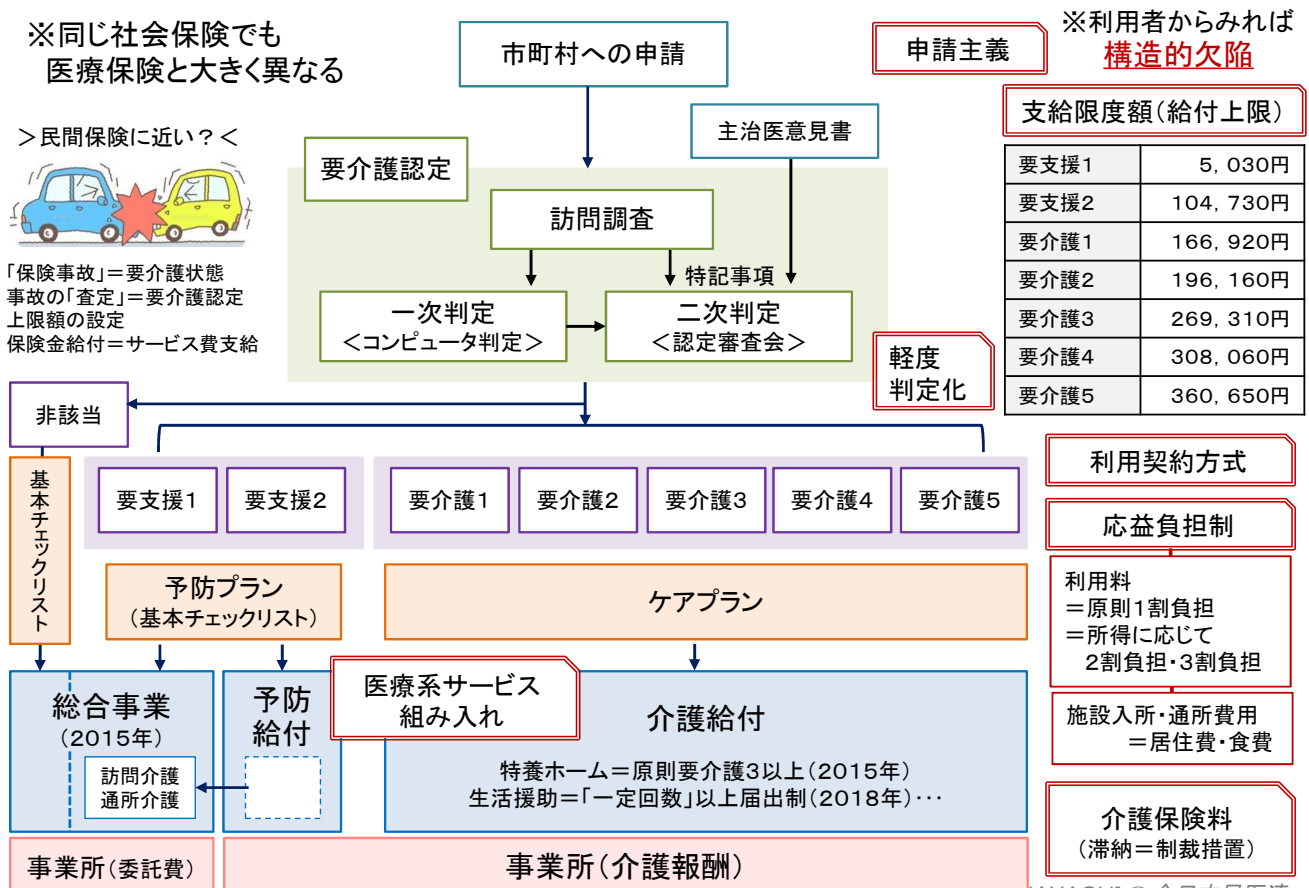 ※同じ社会保険でも
医療保険と大きく異なる
市町村への申請
申請主義
※利用者からみれば
構造的欠陥
支給限度額(給付上限)
要支援1 5,030円
要支援2 104,730円
要介護1 166,920円
要介護2 196,160円
要介護3 269,310円
要介護4 308,060円
要介護5 360,650円
>民間保険に近い?<
「保険事故」=要介護状態
事故の「査定」=要介護認定
上限額の設定
保険金給付=サービス費支給
主治医意見書
要介護認定
訪問調査
特記事項
一次判定
<コンピュータ判定>
二次判定
<認定審査会>
軽度
判定化
非該当
基本チェックリスト
要支援1
要支援2
要介護1
要介護2
要介護3
要介護4
要介護5
利用契約方式
応益負担制
利用料
=原則1割負担
=所得に応じて
2割負担・3割負担
施設入所・通所費用
=居住費・食費
介護保険料
(滞納=制裁措置)
予防プラン
(基本チェックリスト)
ケアプラン
総合事業
(2015年)
訪問介護
通所介護
予防
給付
医療系サービス
組み入れ
介護給付
特養ホーム=原則要介護3以上(2015年)
生活援助=「一定回数」以上届出制(2018年)・・・
事業所(委託費)
事業所(介護報酬)